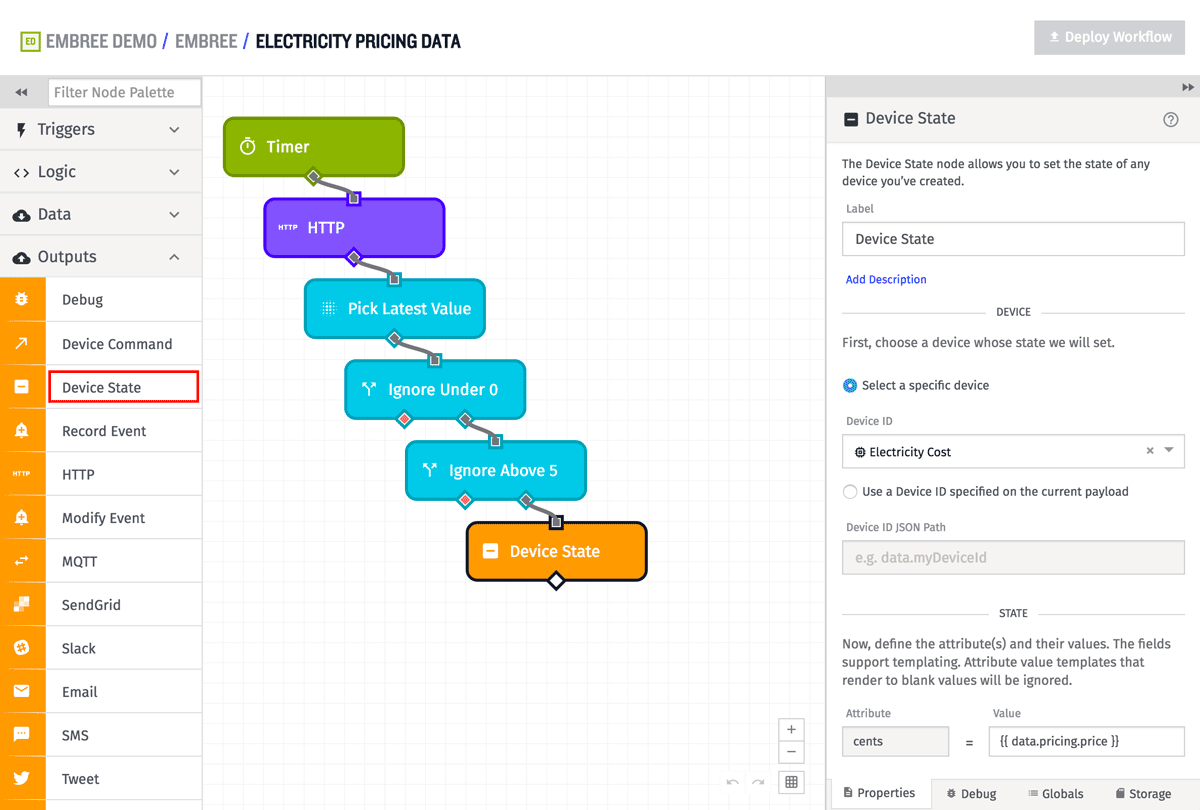 ED EMBREE DEMO / EMBREE / ELECTRICITY PRICING DATA
Deploy Workflow
Filter Node Palette
Triggers
Logic
Data
Outputs
Debug
Device Command
Device State
Record Event
HTTP HTTP
Modify Event
MQTT
SendGrid
Slack
Email
SMS
Tweet
Timer
HTTP HTTP
Pick Latest Value
Ignore Under 0
Ignore Above 5
Device State
Device State
The Device State node allows you to set the state of any
device you’ve created.
Label
Device State
Add Description
DEVICE
First, choose a device whose state we will set.
Select a specific device
Device ID
Electricity Cost
Use a Device ID specified on the current payload
Device ID JSON Path
e.g. data.myDeviceId
STATE
Now, define the attribute(s) and their values. The fields
support templating. Attribute value templates that
render to blank values will be ignored.
Attribute Value
cents = {{ data.pricing.price }}
Properties Debug Globals Storage